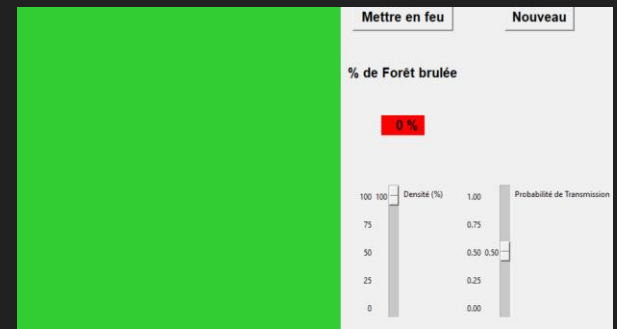 Mettre en feu Nouveau
% de Forêt brulée
0 %
100 100 Densité (%) 1.00 Probabilité de Transmission
75 0.75
50 0.50 0.50
25 0.25
0 0.00